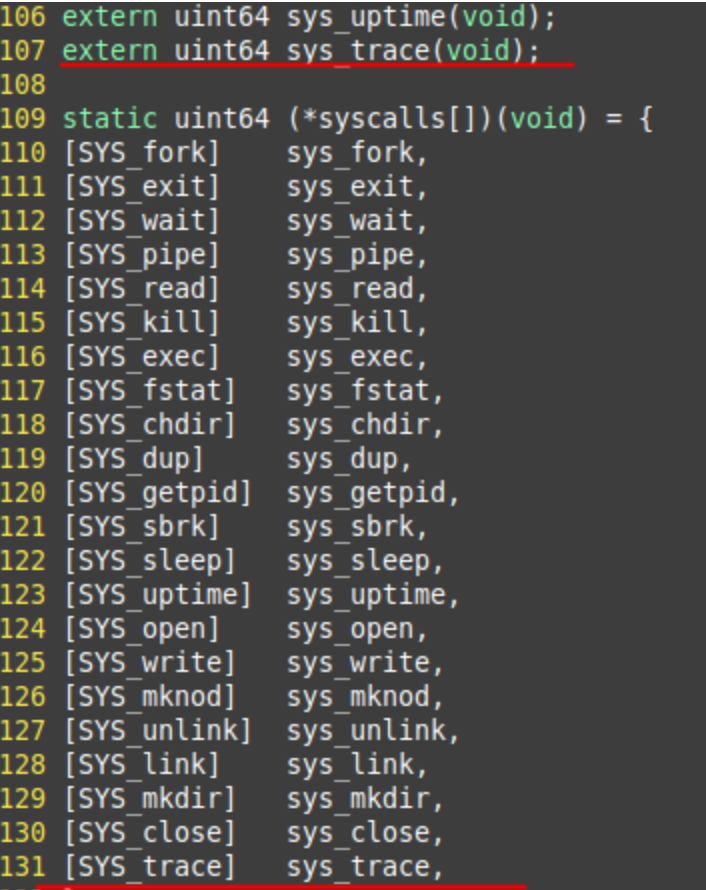 106 extern uint64 sys_uptime(void);
107 extern uint64 sys_trace(void);
108
109 static uint64 (*syscalls[])(void) = {
110 [SYS_fork]    sys_fork,
111 [SYS_exit]    sys_exit,
112 [SYS_wait]    sys_wait,
113 [SYS_pipe]    sys_pipe,
114 [SYS_read]    sys_read,
115 [SYS_kill]    sys_kill,
116 [SYS_exec]    sys_exec,
117 [SYS_fstat]   sys_fstat,
118 [SYS_chdir]   sys_chdir,
119 [SYS_dup]     sys_dup,
120 [SYS_getpid]  sys_getpid,
121 [SYS_sbrk]    sys_sbrk,
122 [SYS_sleep]   sys_sleep,
123 [SYS_uptime]  sys_uptime,
124 [SYS_open]    sys_open,
125 [SYS_write]   sys_write,
126 [SYS_mknod]   sys_mknod,
127 [SYS_unlink]  sys_unlink,
128 [SYS_link]    sys_link,
129 [SYS_mkdir]   sys_mkdir,
130 [SYS_close]   sys_close,
131 [SYS_trace]   sys_trace,